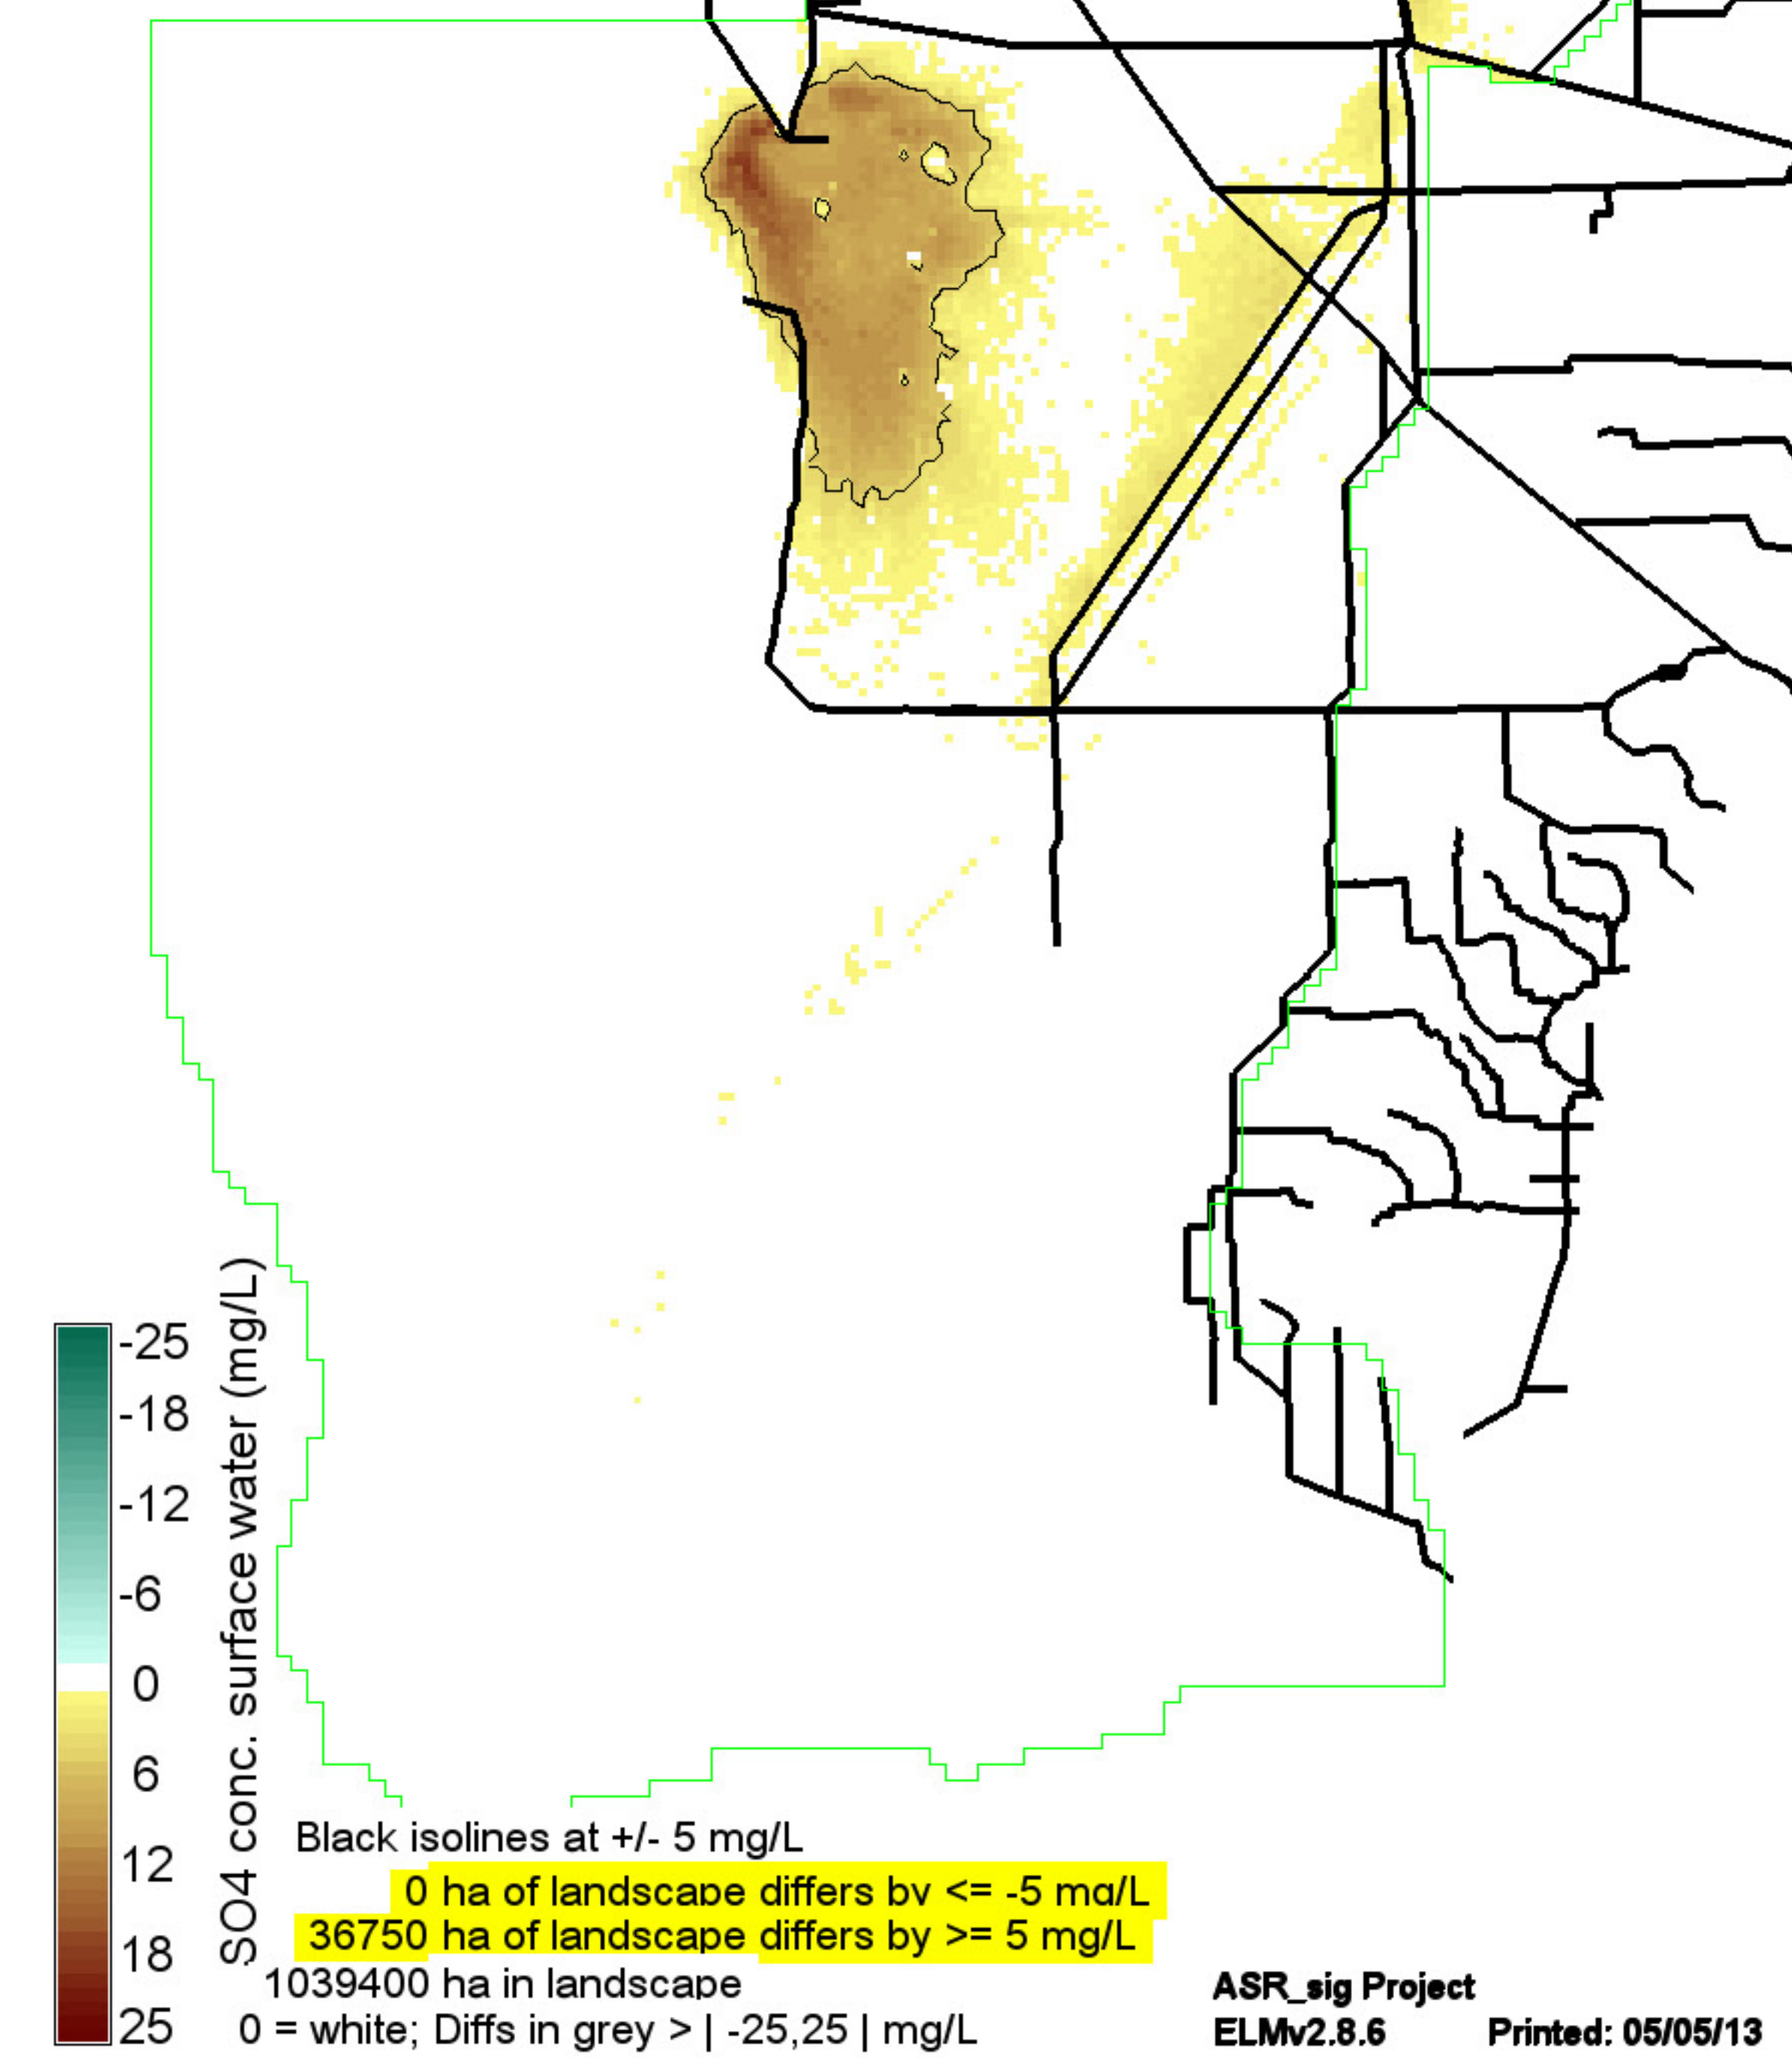 -25
-18
-12
-6
0
6
12
18
25
SO4 conc. surface water (mg/L)
Black isolines at +/- 5 mg/L
0 ha of landscape differs by <= -5 mg/L
36750 ha of landscape differs by >= 5 mg/L
1039400 ha in landscape
0 = white; Diffs in grey > | -25,25 | mg/L
ASR_sig Project
ELMv2.8.6 Printed: 05/05/13